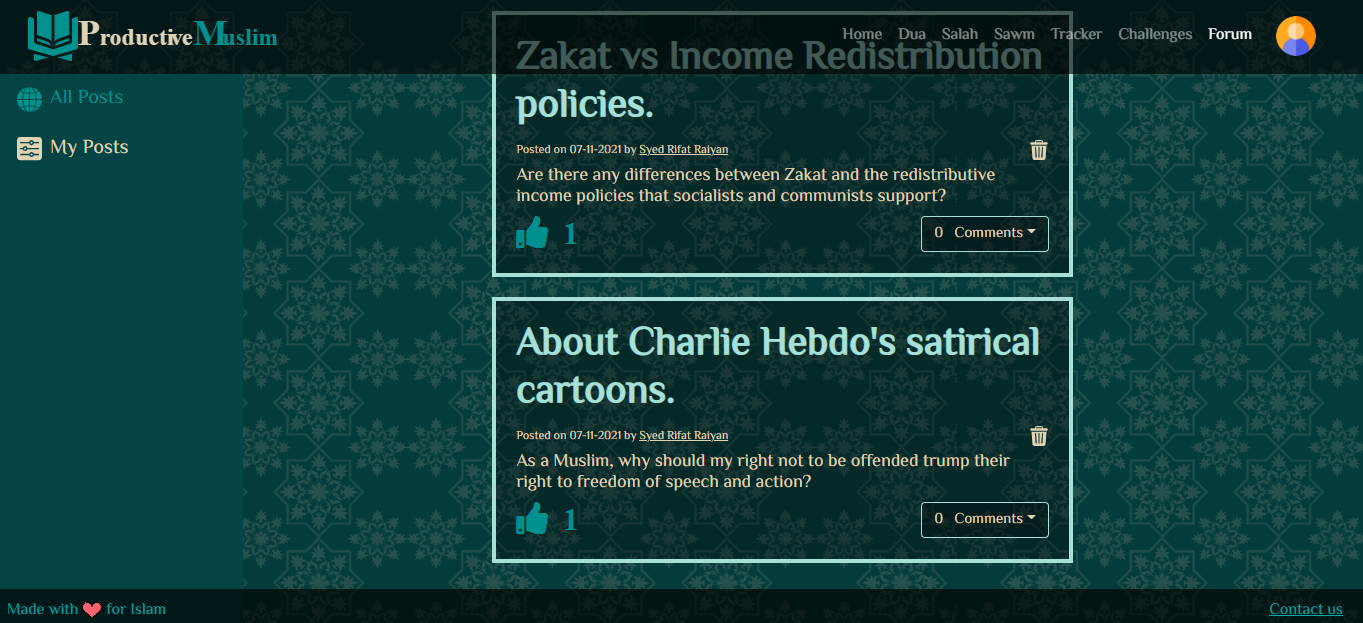 ProductiveMuslim
Home Dua Salah Sawm Tracker Challenges Forum
All Posts
My Posts
Zakat vs Income Redistribution
policies.
Posted on 07-11-2021 by Syed Rifat Raiyan
Are there any differences between Zakat and the redistributive
income policies that socialists and communists support?
1
0 Comments
About Charlie Hebdo's satirical
cartoons.
Posted on 07-11-2021 by Syed Rifat Raiyan
As a Muslim, why should my right not to be offended trump their
right to freedom of speech and action?
1
0 Comments
Made with ❤ for Islam
Contact us